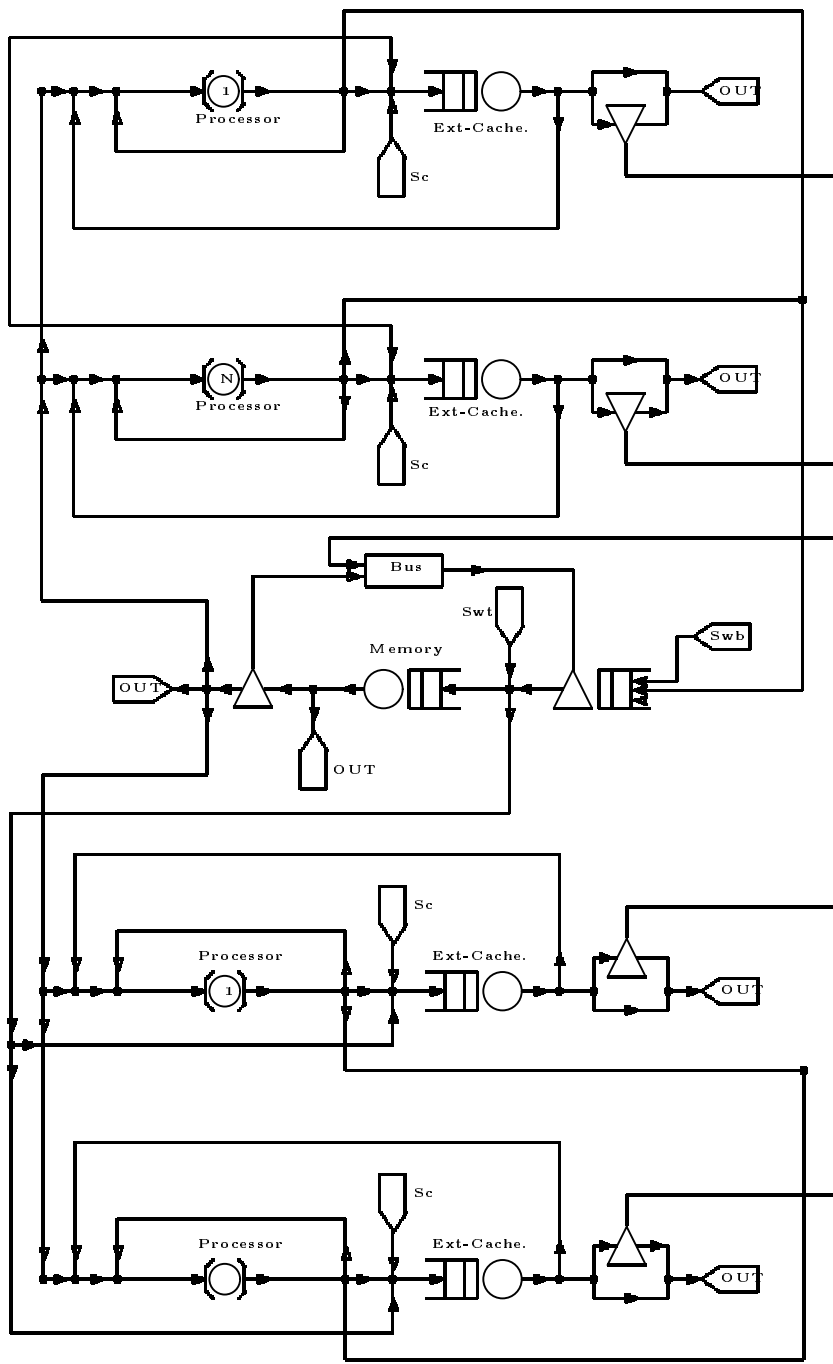 1
OUT
Processor
Ext-Cache.
Sc
N
OUT
Processor
Ext-Cache.
Sc
Bus
Swt
Swb
Memory
OUT
OUT
Sc
Processor
Ext-Cache.
1
OUT
Sc
Processor
Ext-Cache.
OUT